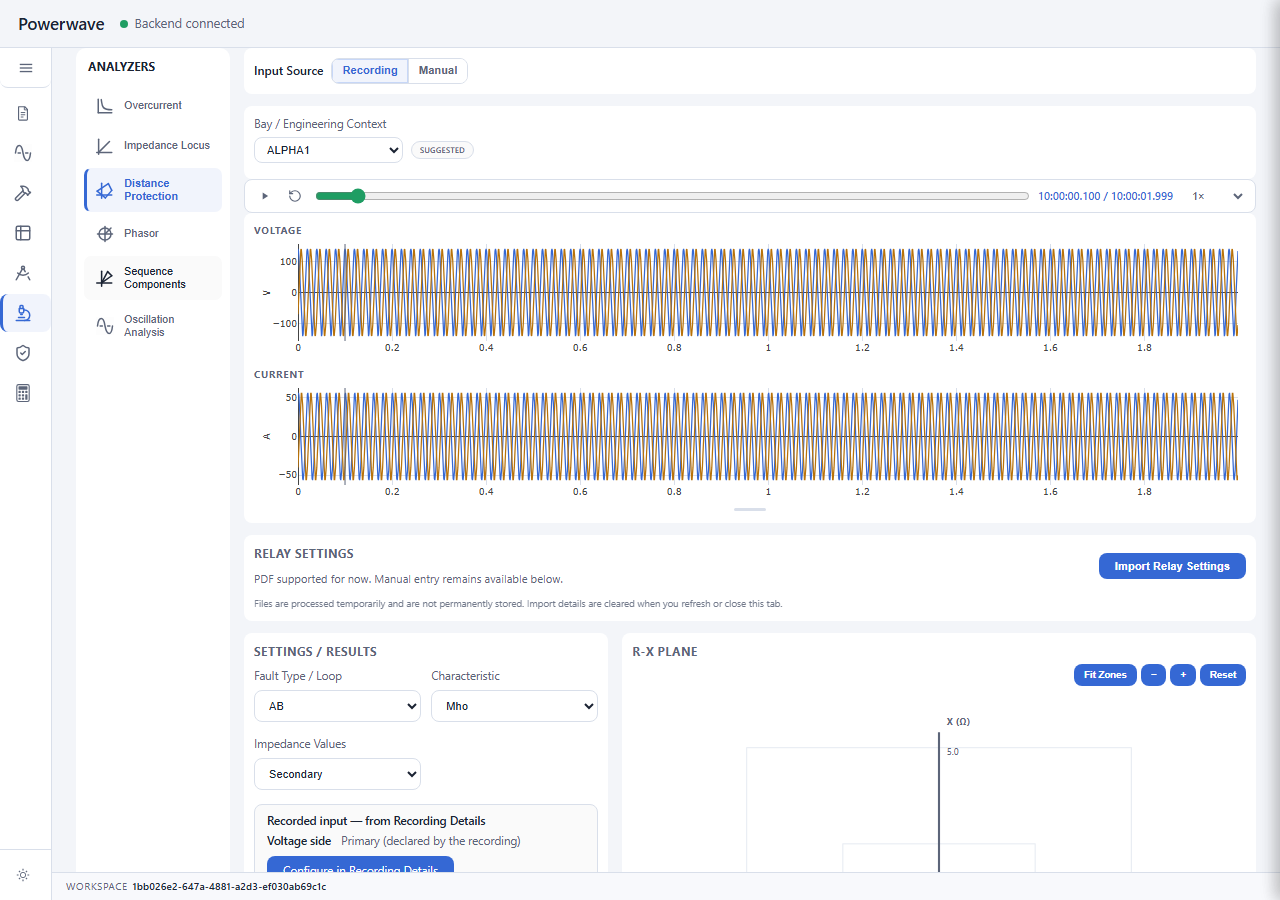 Powerwave
Backend connected
ANALYZERS
Overcurrent
Impedance Locus
Distance
Protection
Phasor
Sequence
Components
Oscillation
Analysis
Input Source
Recording
Manual
Bay / Engineering Context
ALPHA1
SUGGESTED
10:00:00.100 / 10:00:01.999
1×
VOLTAGE
100
0
−100
V
0 0.2 0.4 0.6 0.8 1 1.2 1.4 1.6 1.8
CURRENT
50
0
−50
A
0 0.2 0.4 0.6 0.8 1 1.2 1.4 1.6 1.8
RELAY SETTINGS
PDF supported for now. Manual entry remains available below.
Files are processed temporarily and are not permanently stored. Import details are cleared when you refresh or close this tab.
Import Relay Settings
SETTINGS / RESULTS
Fault Type / Loop
AB
Characteristic
Mho
Impedance Values
Secondary
Recorded input — from Recording Details
Voltage side Primary (declared by the recording)
Configure in Recording Details
R-X PLANE
Fit Zones
−
+
Reset
X (Ω)
5.0
WORKSPACE 1bb026e2-647a-4881-a2d3-ef030ab69c1c